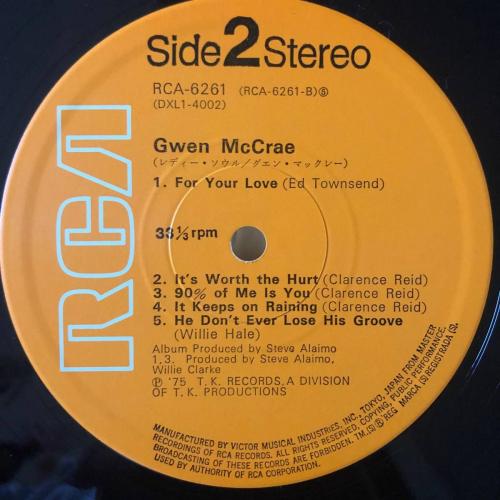 Side 2 Stereo
RCA-6261 (RCA-6261-B)⑤
(DXL1-4002)
RCA
Gwen McCrae
(レディー・ソウル/グエン・マックレー)
1. For Your Love (Ed Townsend)
33 1/3 rpm
2. It's Worth the Hurt (Clarence Reid)
3. 90% of Me Is You (Clarence Reid)
4. It Keeps on Raining (Clarence Reid)
5. He Don't Ever Lose His Groove
(Willie Hale)
Album Produced by Steve Alaimo
1.3. Produced by Steve Alaimo,
Willie Clarke
Ⓟ '75 T. K. RECORDS, A DIVISION
OF T. K. PRODUCTIONS
MANUFACTURED BY VICTOR MUSICAL INDUSTRIES, INC., TOKYO, JAPAN FROM MASTER
RECORDINGS OF RCA RECORDS. ALL RIGHTS RESERVED, COPYING, PUBLIC PERFORMANCE,
BROADCASTING OF THESE RECORDS ARE FORBIDDEN. TM.(S) ® REG MARCA (S) REGISTRADA (S).
USED BY AUTHORITY OF RCA CORPORATION.